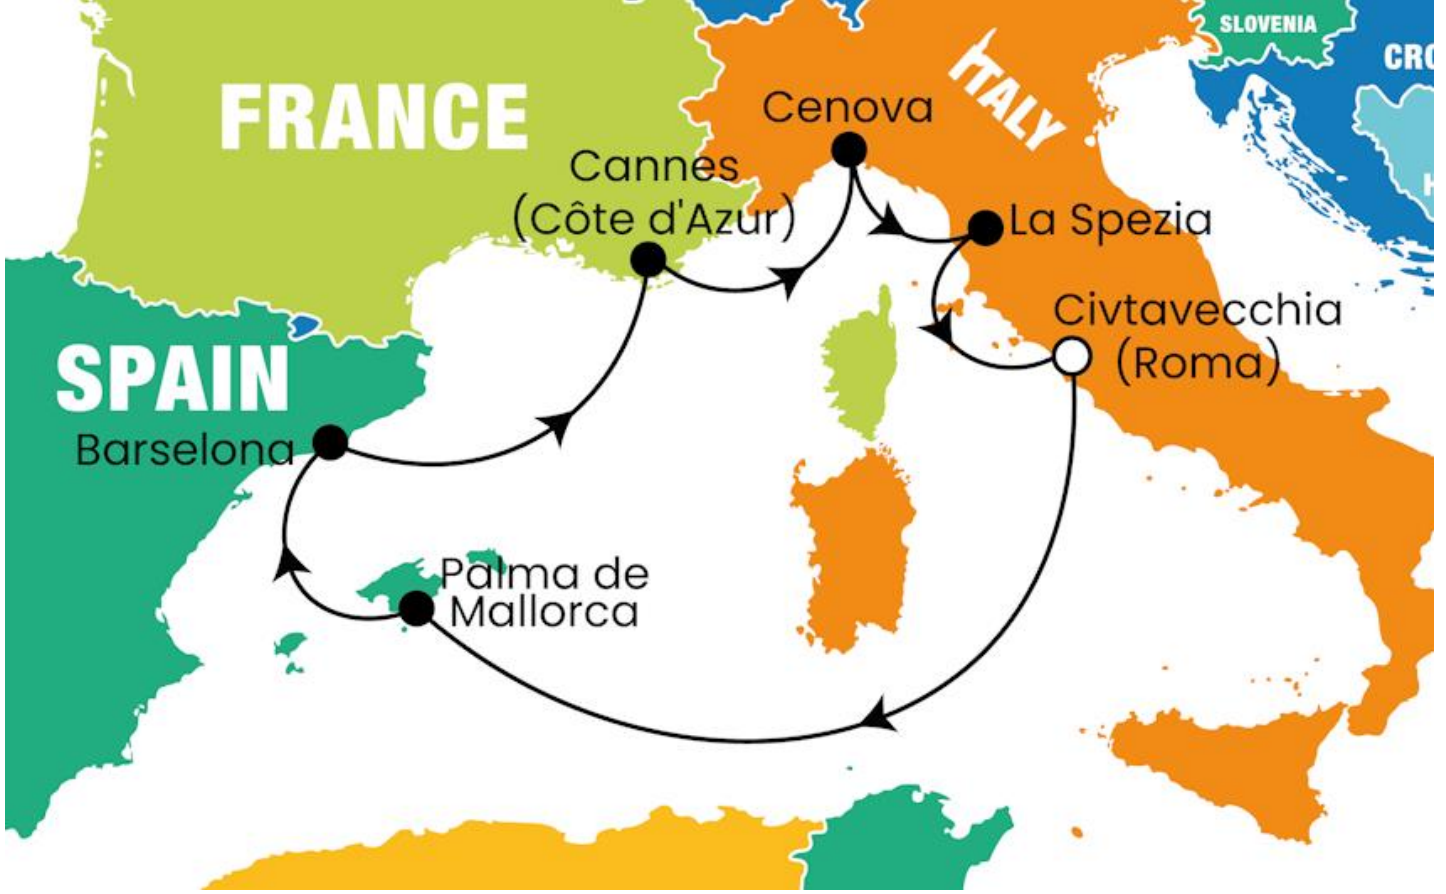 SLOVENIA
CRO
FRANCE
ITALY
Cenova
Cannes
(Côte d'Azur)
La Spezia
H
Civtavecchia
(Roma)
SPAIN
Barselona
Palma de
Mallorca